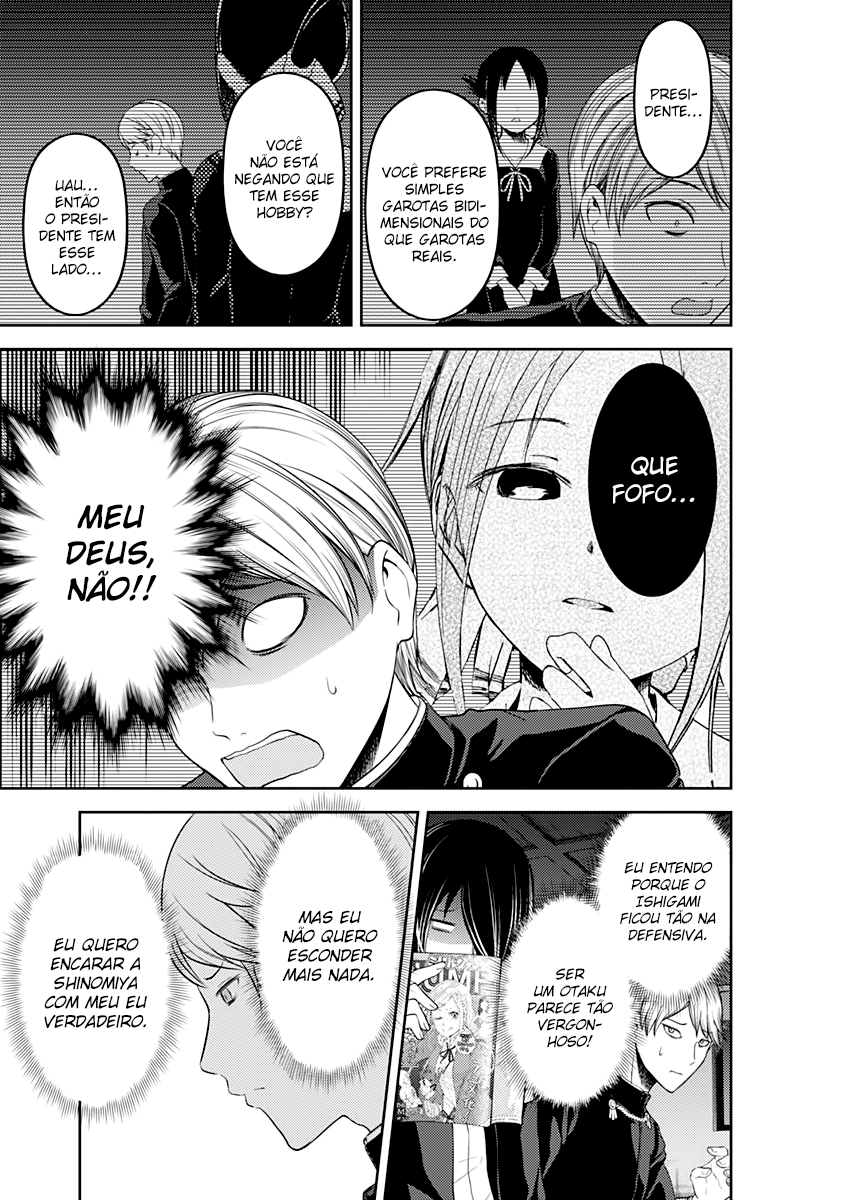 PRESI-
DENTE...
VOCÊ PREFERE
SIMPLES
GAROTAS BIDI-
MENSIONAIS DO
QUE GAROTAS
REAIS.
VOCÊ
NÃO ESTÁ
NEGANDO QUE
TEM ESSE
HOBBY?
UAU...
ENTÃO
O PRESI-
DENTE TEM
ESSE
LADO...
QUE
FOFO...
MEU
DEUS,
NÃO!!
EU ENTENDO
PORQUE O
ISHIGAMI
FICOU TÃO NA
DEFENSIVA.
SER
UM OTAKU
PARECE TÃO
VERGON-
HOSO!
MAS EU
NÃO QUERO
ESCONDER
MAIS NADA.
EU QUERO
ENCARAR A
SHINOMIYA
COM MEU EU
VERDADEIRO.